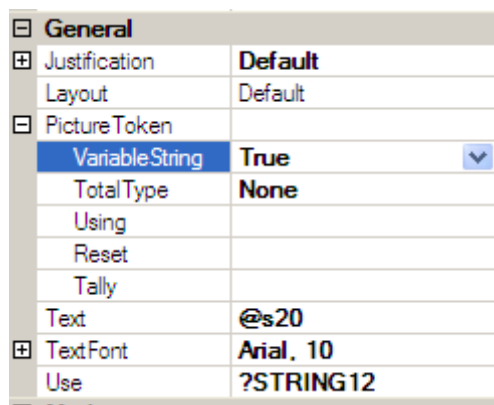 General
Justification Default
Layout Default
PictureToken
VariableString True
TotalType None
Using
Reset
Tally
Text @s20
TextFont Arial, 10
Use ?STRING12